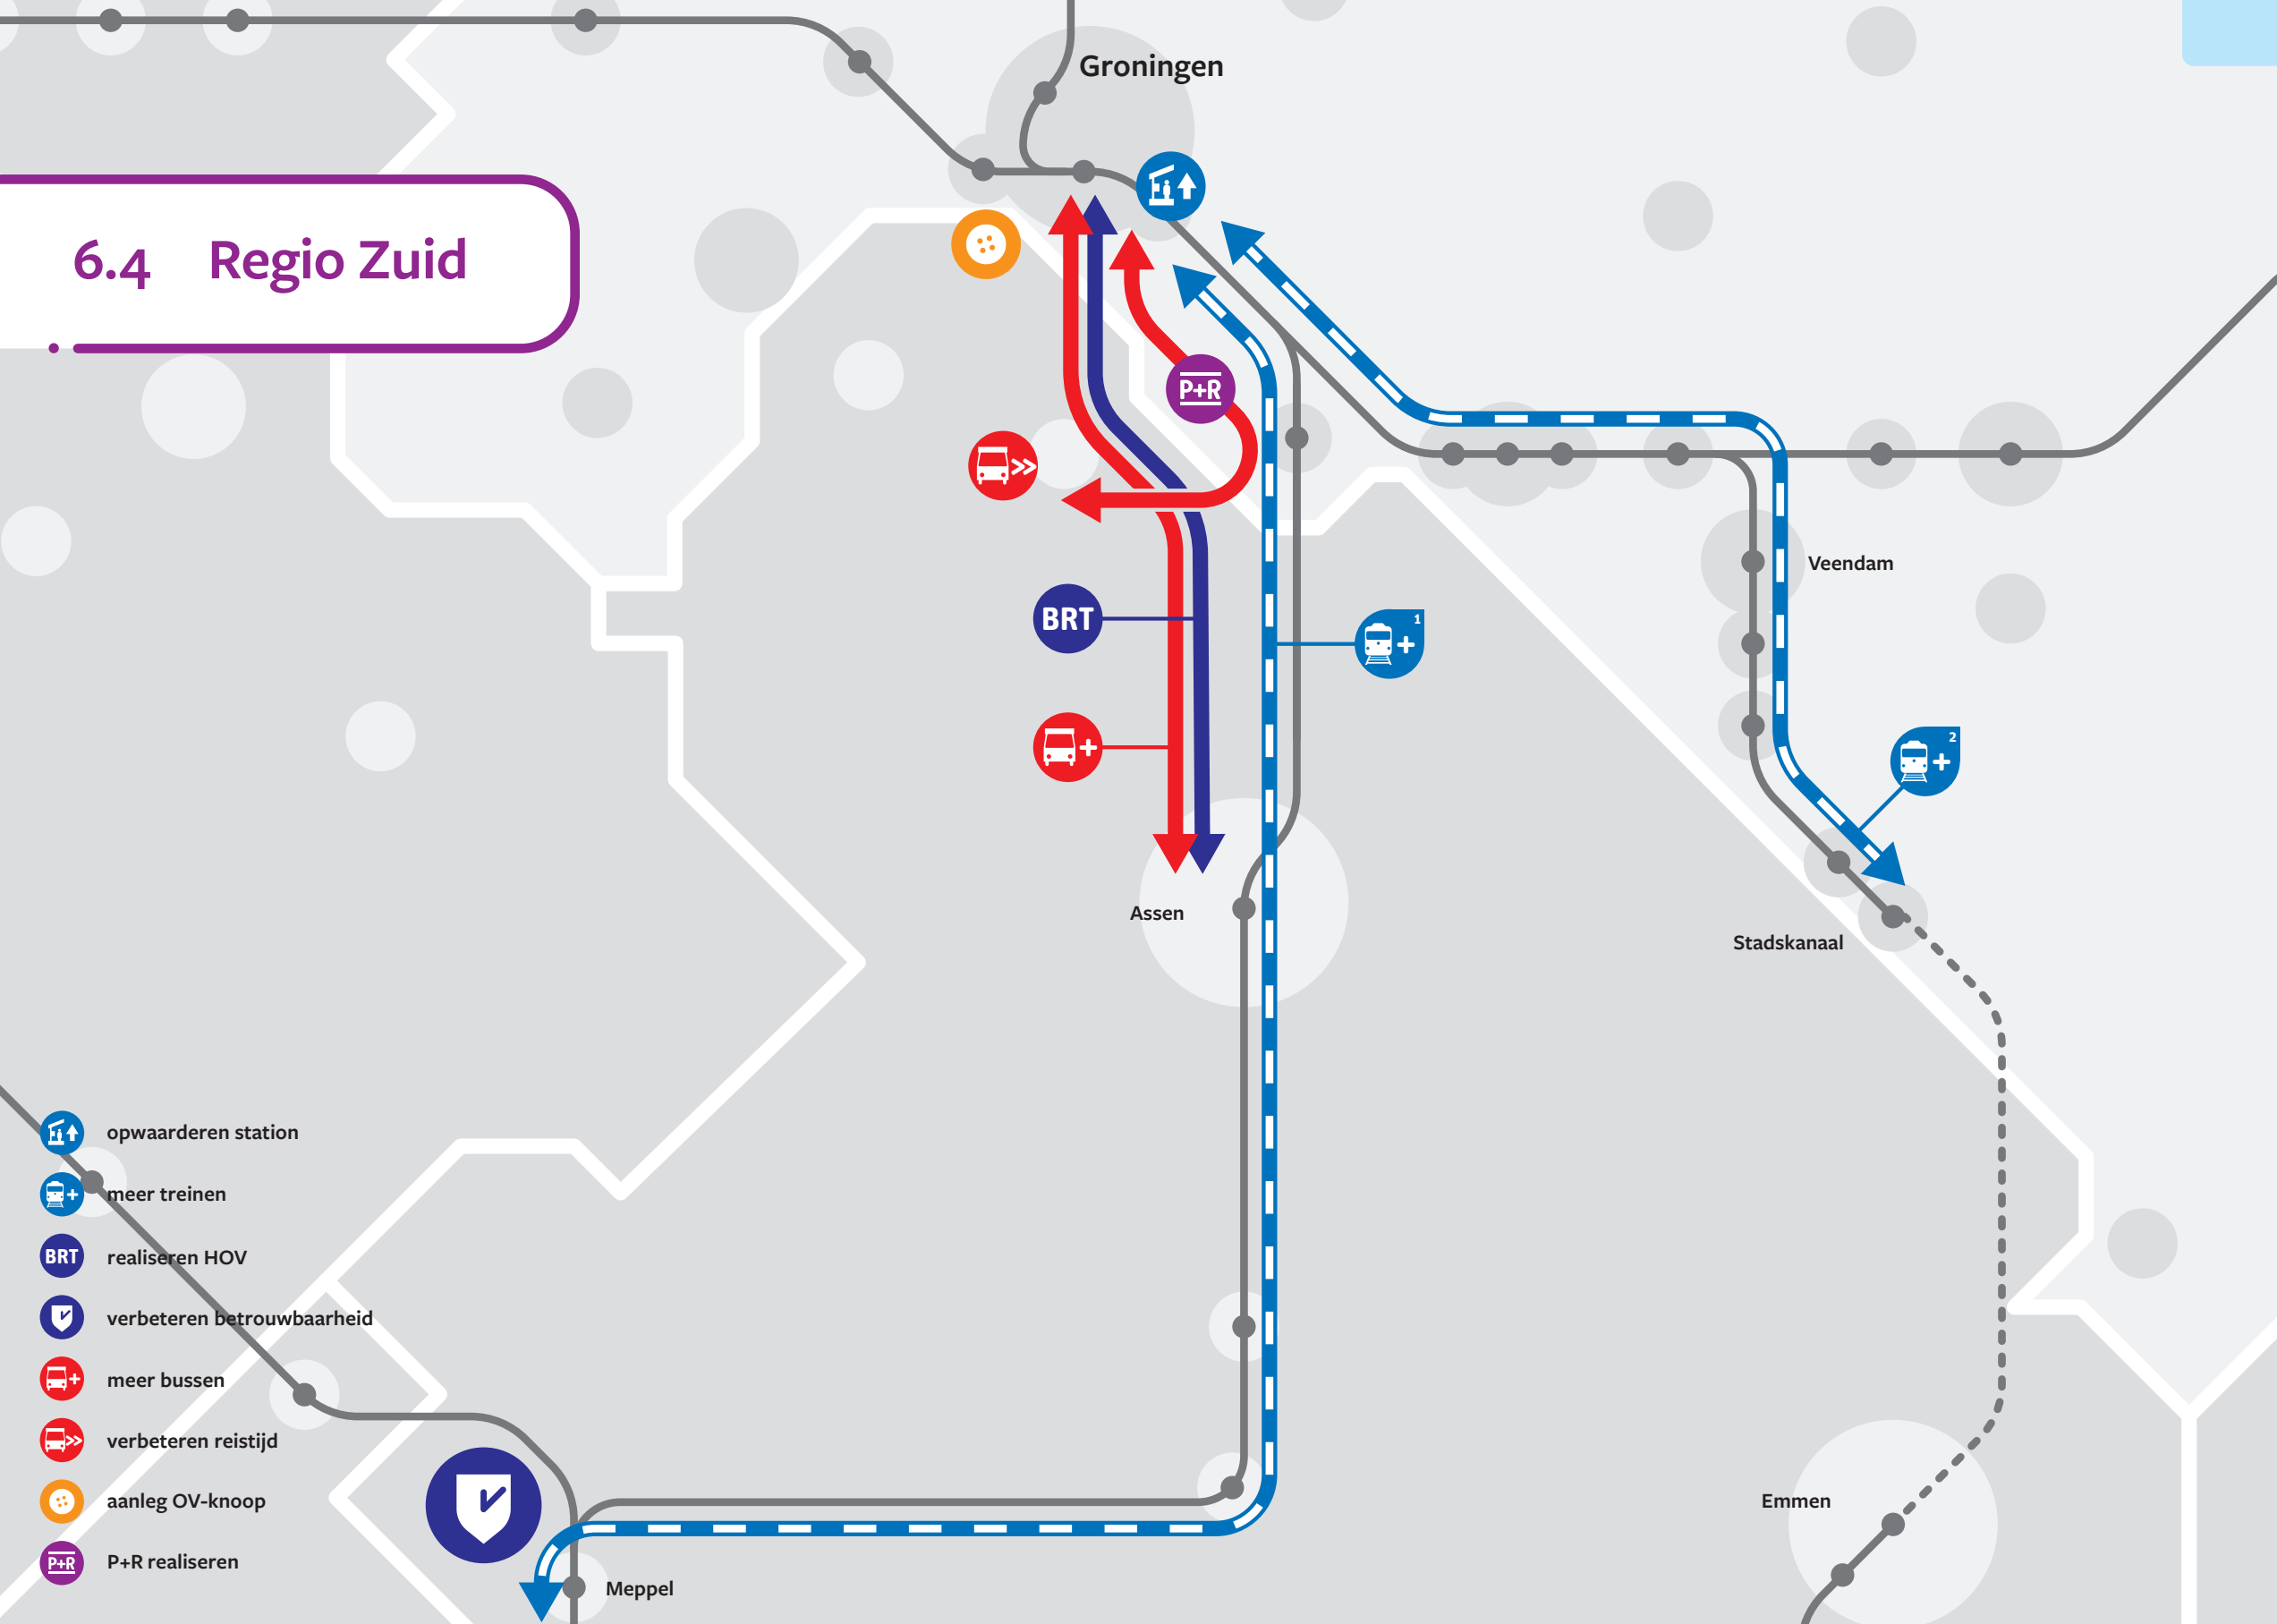 Groningen
6.4 Regio Zuid
P+R
BRT
1
Veendam
2
Assen
Stadskanaal
opwaarderen station
meer treinen
BRT realiseren HOV
verbeteren betrouwbaarheid
meer bussen
verbeteren reistijd
aanleg OV-knoop
P+R P+R realiseren
Emmen
Meppel